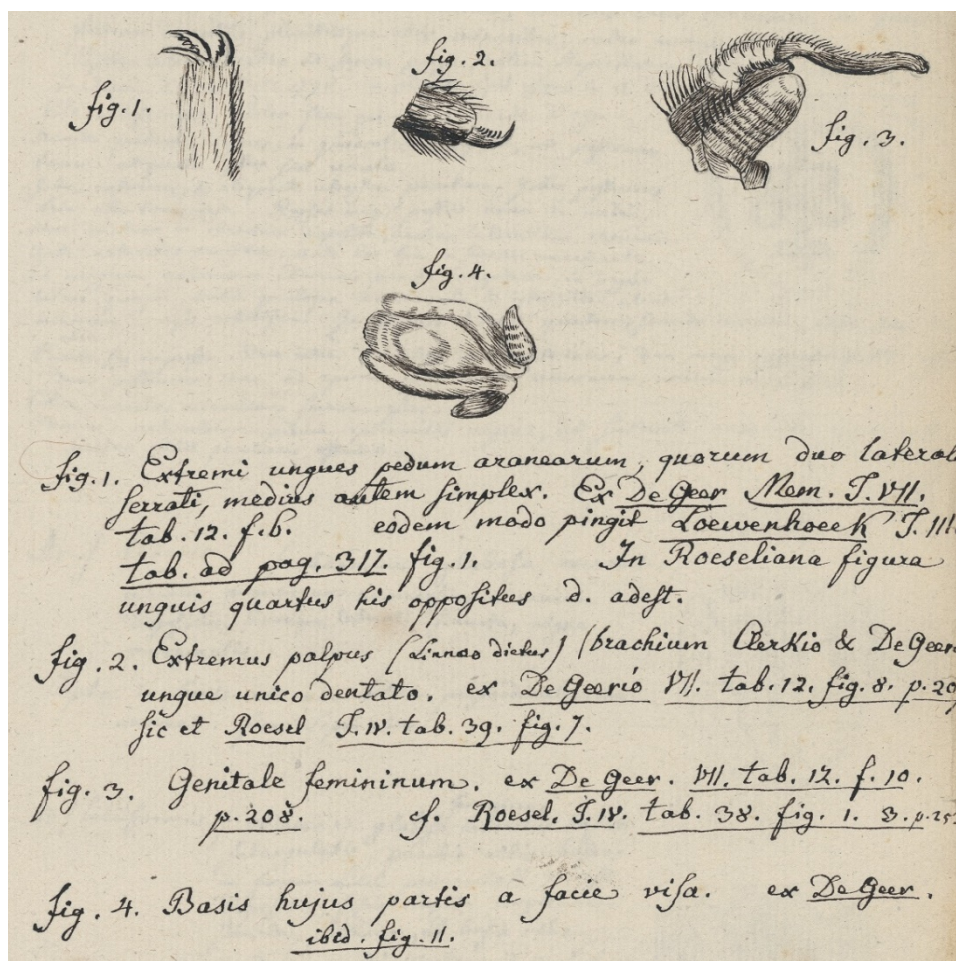 fig. 1.
fig. 2.
fig. 3.
fig. 4.
fig. 1. Extremi ungues pedum aranearum, quorum duo lateral
serrati, medius autem simplex. Ex De Geer Mem. T. VII.
tab. 12. f. 6. eodem modo pingit Loewenhoeck T. III.
tab. ad pag. 317. fig. 1. In Roeseliana figura
unguis quartus his oppositus d. adest.
fig. 2. Extremus palpus (Linnaeo dictus) (brachium Clerkio & DeGeer
ungue unico dentato. ex DeGeerio VII. tab. 12. fig. 8. p. 20
sic et Roesel T. IV. tab. 39. fig. 7.
fig. 3. Genitale femininum. ex De Geer. VII. tab. 12. f. 10.
p. 208. cf. Roesel. T. IV. tab. 38. fig. 1. 3. p. 25
fig. 4. Basis hujus partis a facie visa. ex De Geer.
ibid. fig. 11.